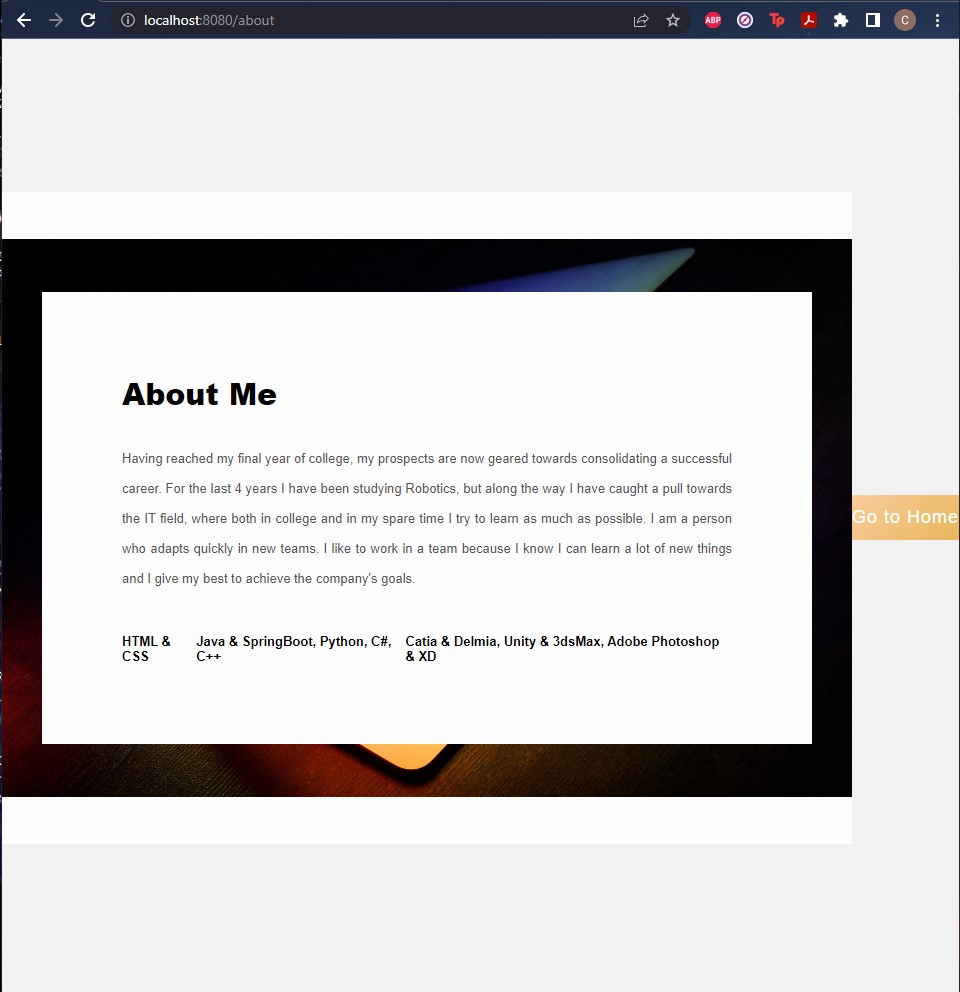 localhost:8080/about
ABP
Tp
C
About Me
Having reached my final year of college, my prospects are now geared towards consolidating a successful
career. For the last 4 years I have been studying Robotics, but along the way I have caught a pull towards
the IT field, where both in college and in my spare time I try to learn as much as possible. I am a person
who adapts quickly in new teams. I like to work in a team because I know I can learn a lot of new things
and I give my best to achieve the company's goals.
HTML &
CSS
Java & SpringBoot, Python, C#,
C++
Catia & Delmia, Unity & 3dsMax, Adobe Photoshop
& XD
Go to Home